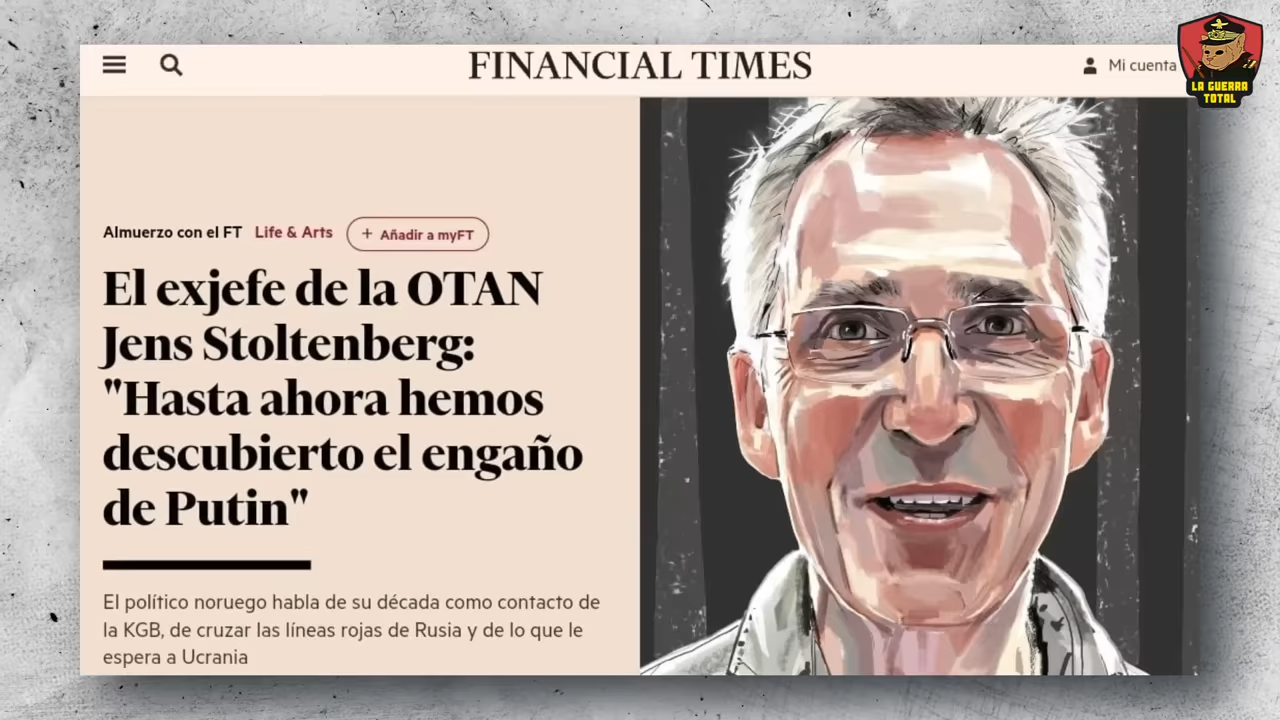 FINANCIAL TIMES
Mi cuenta
LA GUERRA
TOTAL
Almuerzo con el FT Life & Arts + Añadir a myFT
El exjefe de la OTAN
Jens Stoltenberg:
"Hasta ahora hemos
descubierto el engaño
de Putin"
El político noruego habla de su década como contacto de
la KGB, de cruzar las líneas rojas de Rusia y de lo que le
espera a Ucrania